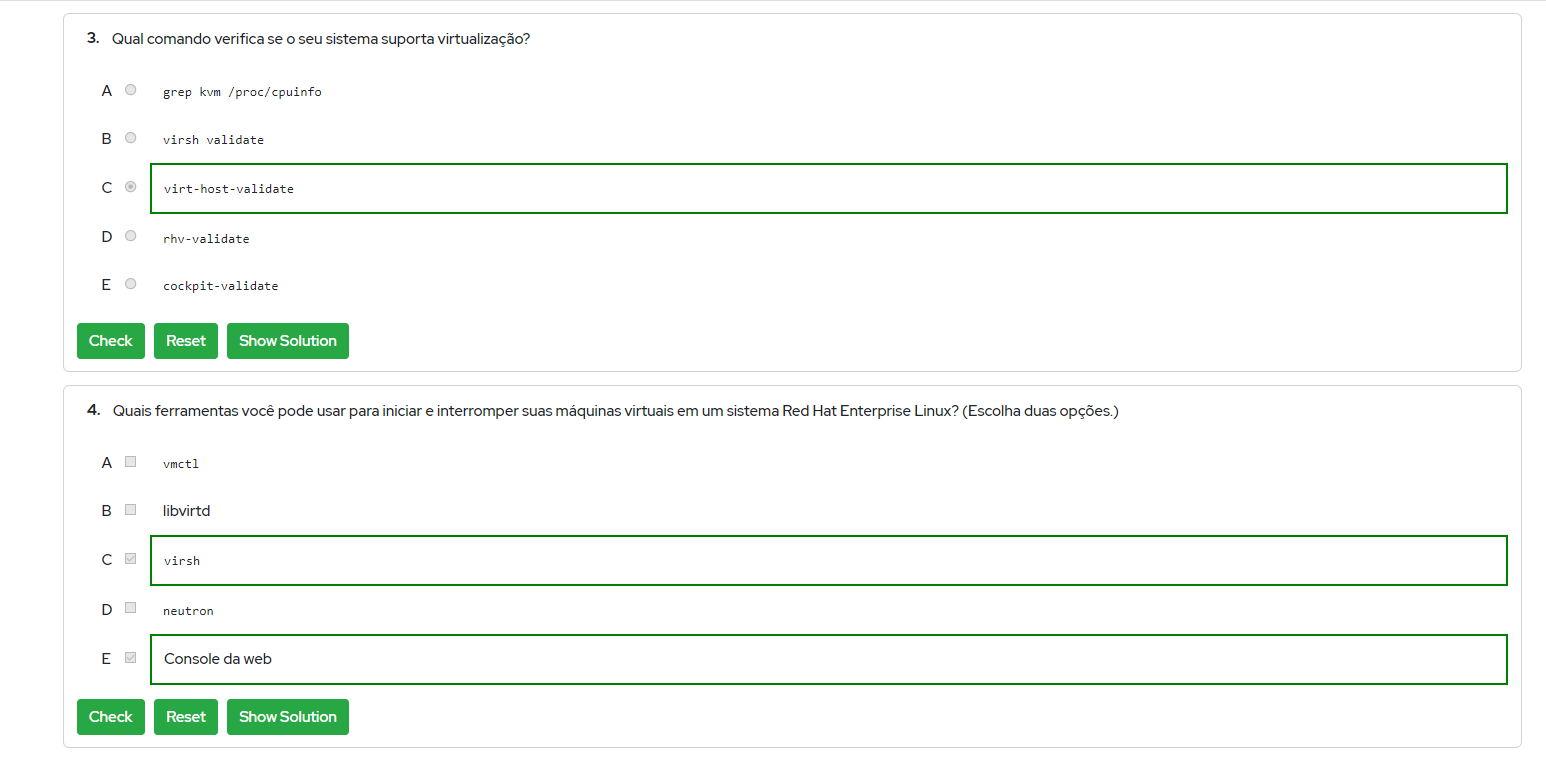 3. Qual comando verifica se o seu sistema suporta virtualização?
A grep kvm /proc/cpuinfo
B virsh validate
C virt-host-validate
D rhv-validate
E cockpit-validate
Check Reset Show Solution
4. Quais ferramentas você pode usar para iniciar e interromper suas máquinas virtuais em um sistema Red Hat Enterprise Linux? (Escolha duas opções.)
A vmctl
B libvirtd
C virsh
D neutron
E Console da web
Check Reset Show Solution